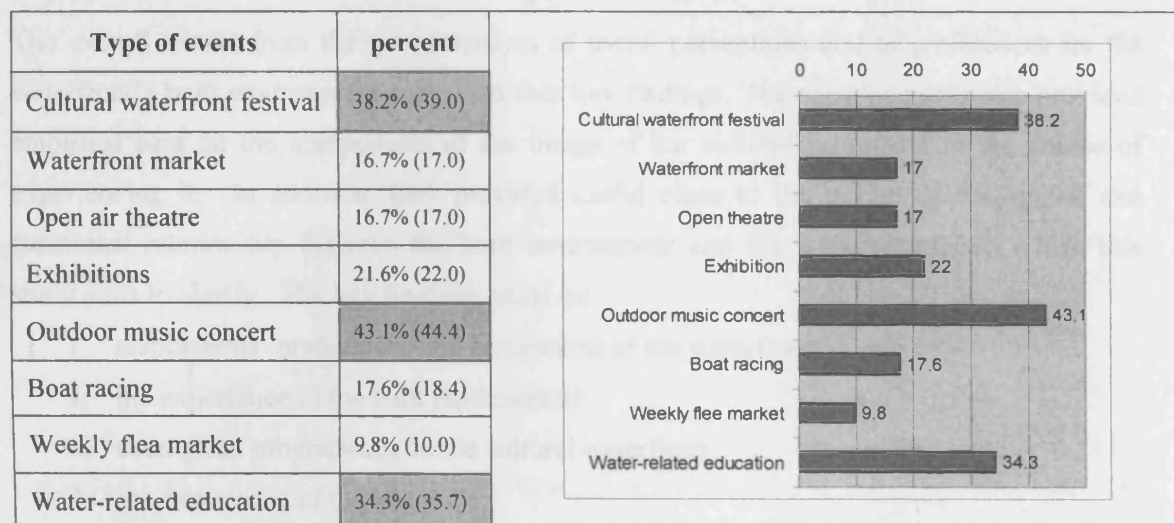 Type of events percent
Cultural waterfront festival 38.2% (39.0)
Waterfront market 16.7% (17.0)
Open air theatre 16.7% (17.0)
Exhibitions 21.6% (22.0)
Outdoor music concert 43.1% (44.4)
Boat racing 17.6% (18.4)
Weekly flea market 9.8% (10.0)
Water-related education 34.3% (35.7)
0 10 20 30 40 50
Cultural waterfront festival 38.2
Waterfront market 17
Open theatre 17
Exhibition 22
Outdoor music concert 43.1
Boat racing 17.6
Weekly flee market 9.8
Water-related education 34.3